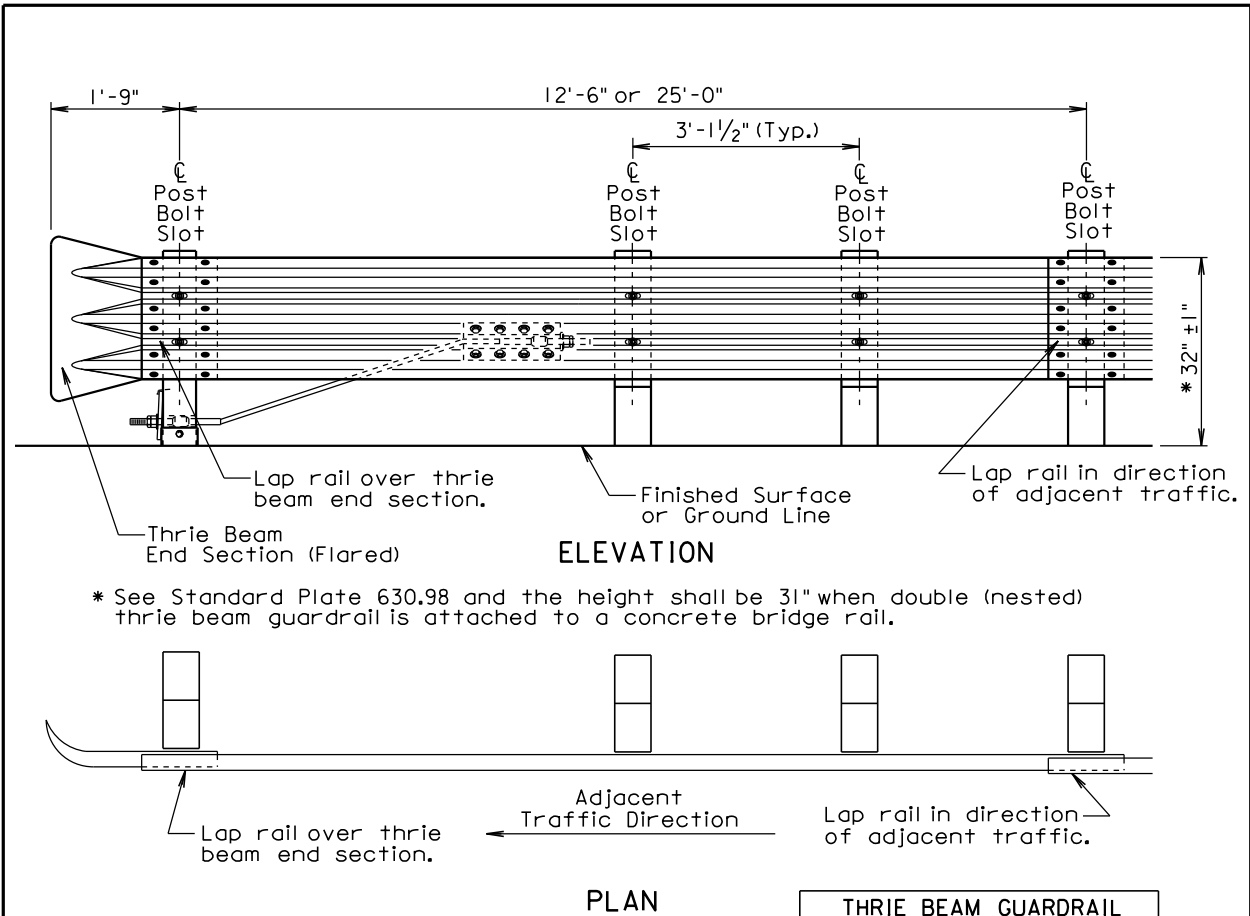 1'-9"
12'-6" or 25'-0"
3'-1½" (Typ.)
℄
Post
Bolt
Slot
℄
Post
Bolt
Slot
℄
Post
Bolt
Slot
℄
Post
Bolt
Slot
* 32" ±1"
Lap rail over thrie
beam end section.
Thrie Beam
End Section (Flared)
Finished Surface
or Ground Line
Lap rail in direction
of adjacent traffic.
ELEVATION
* See Standard Plate 630.98 and the height shall be 31" when double (nested)
thrie beam guardrail is attached to a concrete bridge rail.
Lap rail over thrie
beam end section.
Adjacent
Traffic Direction
Lap rail in direction
of adjacent traffic.
PLAN
THRIE BEAM GUARDRAIL